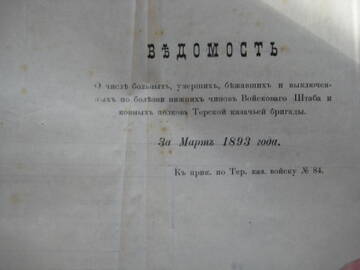 ВѢДОМОСТЬ
О числѣ больныхъ, умершихъ, бѣжавшихъ и выключен-
ныхъ по болѣзни нижнихъ чиновъ Войскового Штаба и
конныхъ полковъ Терской казачьей бригады.
За Мартъ 1893 года.
Къ прик. по Тер. каз. войску № 84.